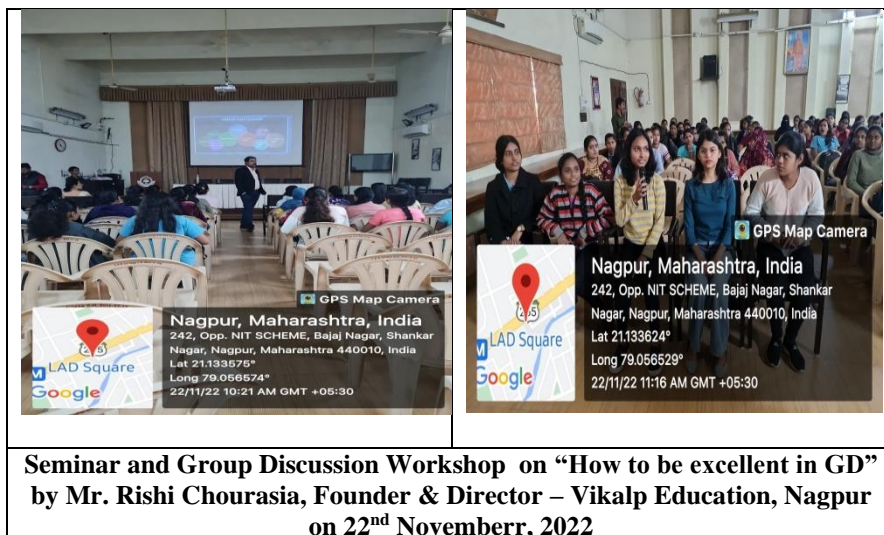 GPS Map Camera
Nagpur, Maharashtra, India
242, Opp. NIT SCHEME, Bajaj Nagar, Shankar
Nagar, Nagpur, Maharashtra 440010, India
Lat 21.133575°
Long 79.056574°
22/11/22 10:21 AM GMT +05:30
LAD Square
Google
GPS Map Camera
Nagpur, Maharashtra, India
242, Opp. NIT SCHEME, Bajaj Nagar, Shankar
Nagar, Nagpur, Maharashtra 440010, India
Lat 21.133624°
Long 79.056529°
22/11/22 11:16 AM GMT +05:30
LAD Square
Google
Seminar and Group Discussion Workshop on “How to be excellent in GD”
by Mr. Rishi Chourasia, Founder & Director – Vikalp Education, Nagpur
on 22nd Novemberr, 2022